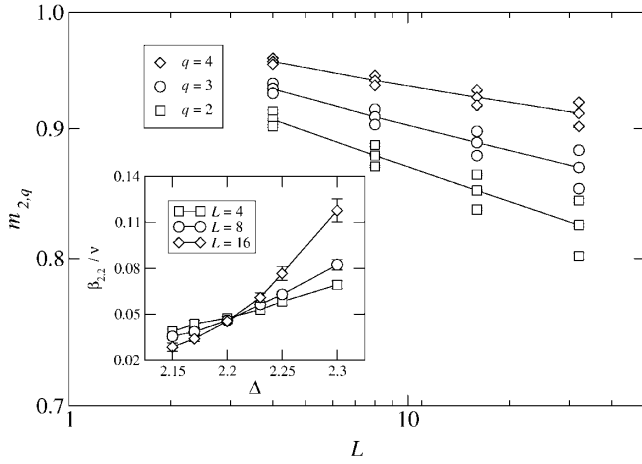 1.0
q = 4
q = 3
q = 2
0.9
m2,q
0.14
L = 4
L = 8
L = 16
0.11
β2,2 / ν
0.08
0.8
0.05
0.02
2.15 2.2 2.25 2.3
Δ
0.7
1 10
L